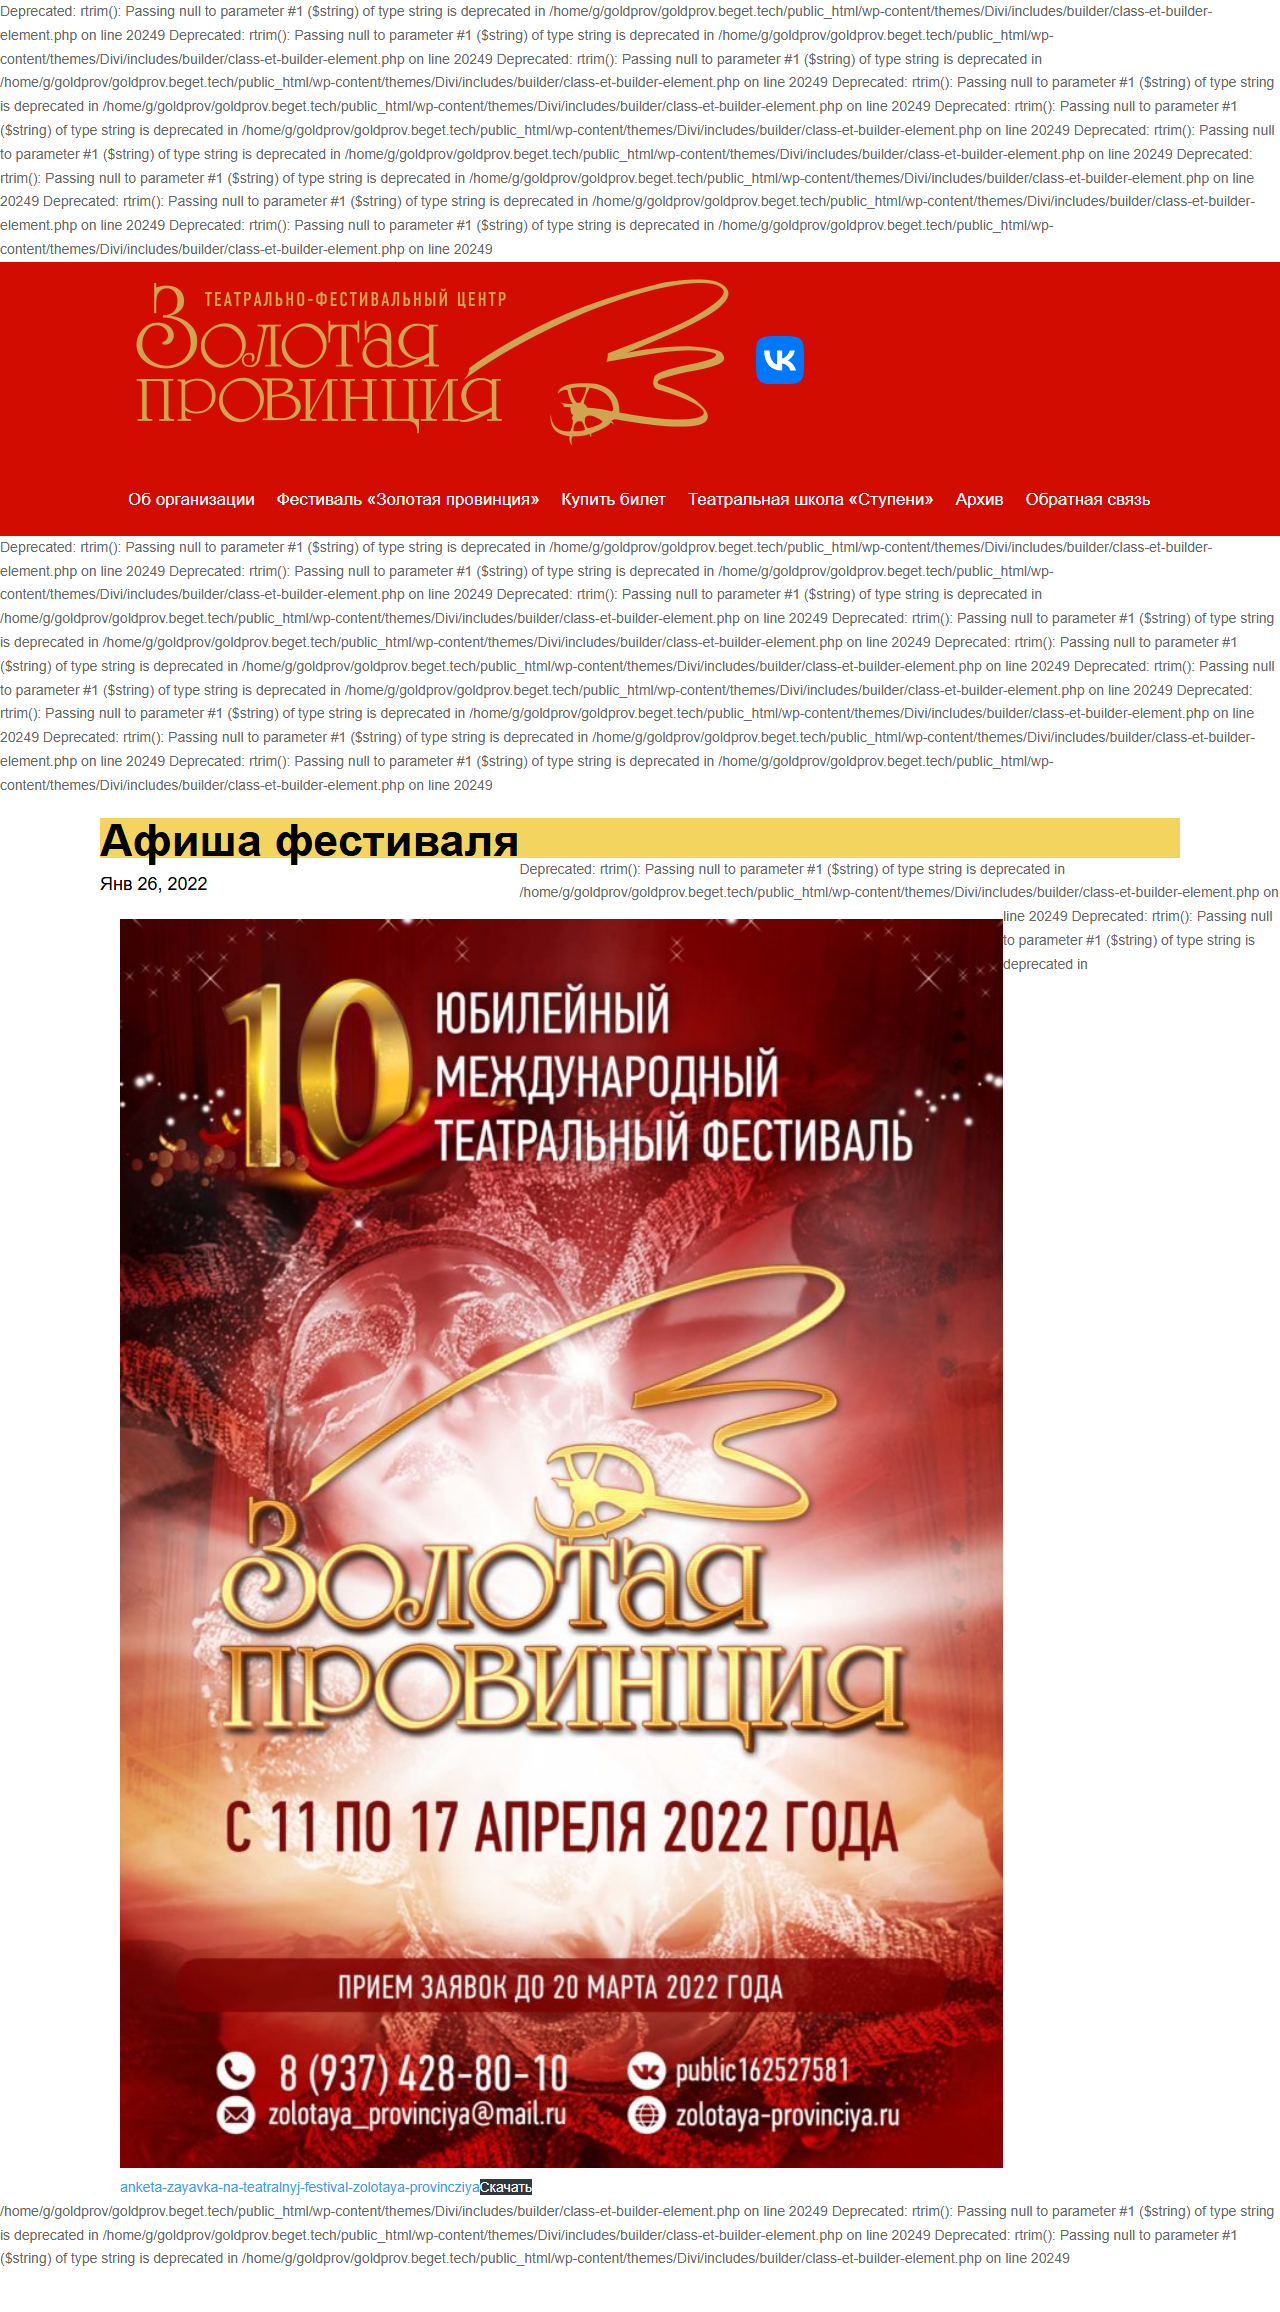 Deprecated: rtrim(): Passing null to parameter #1 ($string) of type string is deprecated in /home/g/goldprov/goldprov.beget.tech/public_html/wp-content/themes/Divi/includes/builder/class-et-builder-
element.php on line 20249 Deprecated: rtrim(): Passing null to parameter #1 ($string) of type string is deprecated in /home/g/goldprov/goldprov.beget.tech/public_html/wp-
content/themes/Divi/includes/builder/class-et-builder-element.php on line 20249 Deprecated: rtrim(): Passing null to parameter #1 ($string) of type string is deprecated in
/home/g/goldprov/goldprov.beget.tech/public_html/wp-content/themes/Divi/includes/builder/class-et-builder-element.php on line 20249 Deprecated: rtrim(): Passing null to parameter #1 ($string) of type string
is deprecated in /home/g/goldprov/goldprov.beget.tech/public_html/wp-content/themes/Divi/includes/builder/class-et-builder-element.php on line 20249 Deprecated: rtrim(): Passing null to parameter #1
($string) of type string is deprecated in /home/g/goldprov/goldprov.beget.tech/public_html/wp-content/themes/Divi/includes/builder/class-et-builder-element.php on line 20249 Deprecated: rtrim(): Passing null
to parameter #1 ($string) of type string is deprecated in /home/g/goldprov/goldprov.beget.tech/public_html/wp-content/themes/Divi/includes/builder/class-et-builder-element.php on line 20249 Deprecated:
rtrim(): Passing null to parameter #1 ($string) of type string is deprecated in /home/g/goldprov/goldprov.beget.tech/public_html/wp-content/themes/Divi/includes/builder/class-et-builder-element.php on line
20249 Deprecated: rtrim(): Passing null to parameter #1 ($string) of type string is deprecated in /home/g/goldprov/goldprov.beget.tech/public_html/wp-content/themes/Divi/includes/builder/class-et-builder-
element.php on line 20249 Deprecated: rtrim(): Passing null to parameter #1 ($string) of type string is deprecated in /home/g/goldprov/goldprov.beget.tech/public_html/wp-
content/themes/Divi/includes/builder/class-et-builder-element.php on line 20249
ТЕАТРАЛЬНО-ФЕСТИВАЛЬНЫЙ ЦЕНТР
Золотая
провинция
Об организации Фестиваль «Золотая провинция» Купить билет Театральная школа «Ступени» Архив Обратная связь
Deprecated: rtrim(): Passing null to parameter #1 ($string) of type string is deprecated in /home/g/goldprov/goldprov.beget.tech/public_html/wp-content/themes/Divi/includes/builder/class-et-builder-
element.php on line 20249 Deprecated: rtrim(): Passing null to parameter #1 ($string) of type string is deprecated in /home/g/goldprov/goldprov.beget.tech/public_html/wp-
content/themes/Divi/includes/builder/class-et-builder-element.php on line 20249 Deprecated: rtrim(): Passing null to parameter #1 ($string) of type string is deprecated in
/home/g/goldprov/goldprov.beget.tech/public_html/wp-content/themes/Divi/includes/builder/class-et-builder-element.php on line 20249 Deprecated: rtrim(): Passing null to parameter #1 ($string) of type string
is deprecated in /home/g/goldprov/goldprov.beget.tech/public_html/wp-content/themes/Divi/includes/builder/class-et-builder-element.php on line 20249 Deprecated: rtrim(): Passing null to parameter #1
($string) of type string is deprecated in /home/g/goldprov/goldprov.beget.tech/public_html/wp-content/themes/Divi/includes/builder/class-et-builder-element.php on line 20249 Deprecated: rtrim(): Passing null
to parameter #1 ($string) of type string is deprecated in /home/g/goldprov/goldprov.beget.tech/public_html/wp-content/themes/Divi/includes/builder/class-et-builder-element.php on line 20249 Deprecated:
rtrim(): Passing null to parameter #1 ($string) of type string is deprecated in /home/g/goldprov/goldprov.beget.tech/public_html/wp-content/themes/Divi/includes/builder/class-et-builder-element.php on line
20249 Deprecated: rtrim(): Passing null to parameter #1 ($string) of type string is deprecated in /home/g/goldprov/goldprov.beget.tech/public_html/wp-content/themes/Divi/includes/builder/class-et-builder-
element.php on line 20249 Deprecated: rtrim(): Passing null to parameter #1 ($string) of type string is deprecated in /home/g/goldprov/goldprov.beget.tech/public_html/wp-
content/themes/Divi/includes/builder/class-et-builder-element.php on line 20249
Афиша фестиваля
Янв 26, 2022
Deprecated: rtrim(): Passing null to parameter #1 ($string) of type string is deprecated in
/home/g/goldprov/goldprov.beget.tech/public_html/wp-content/themes/Divi/includes/builder/class-et-builder-element.php on
line 20249 Deprecated: rtrim(): Passing null
to parameter #1 ($string) of type string is
deprecated in
10
ЮБИЛЕЙНЫЙ
МЕЖДУНАРОДНЫЙ
ТЕАТРАЛЬНЫЙ ФЕСТИВАЛЬ
Золотая
провинция
С 11 ПО 17 АПРЕЛЯ 2022 ГОДА
ПРИЕМ ЗАЯВОК ДО 20 МАРТА 2022 ГОДА
8 (937) 428-80-10
public162527581
zolotaya_provinciya@mail.ru
zolotaya-provinciya.ru
anketa-zayavka-na-teatralnyj-festival-zolotaya-provincziyaСкачать
/home/g/goldprov/goldprov.beget.tech/public_html/wp-content/themes/Divi/includes/builder/class-et-builder-element.php on line 20249 Deprecated: rtrim(): Passing null to parameter #1 ($string) of type string
is deprecated in /home/g/goldprov/goldprov.beget.tech/public_html/wp-content/themes/Divi/includes/builder/class-et-builder-element.php on line 20249 Deprecated: rtrim(): Passing null to parameter #1
($string) of type string is deprecated in /home/g/goldprov/goldprov.beget.tech/public_html/wp-content/themes/Divi/includes/builder/class-et-builder-element.php on line 20249